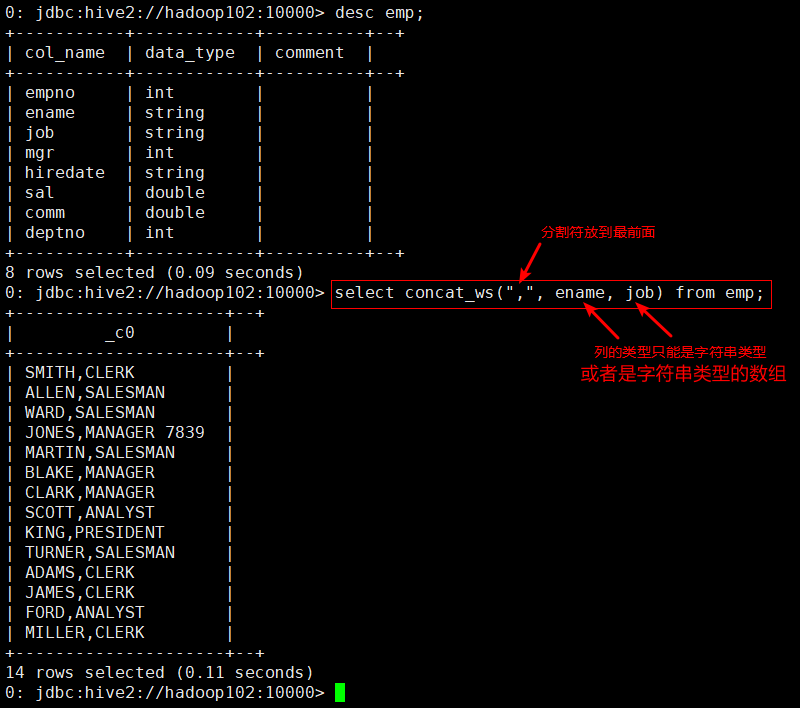 0: jdbc:hive2://hadoop102:10000> desc emp;
+-----------+------------+----------+--+
| col_name  | data_type  | comment  |
+-----------+------------+----------+--+
| empno     | int        |          |
| ename     | string     |          |
| job       | string     |          |
| mgr       | int        |          |
| hiredate  | string     |          |
| sal       | double     |          |
| comm      | double     |          |
| deptno    | int        |          |
+-----------+------------+----------+--+
分割符放到最前面
8 rows selected (0.09 seconds)
0: jdbc:hive2://hadoop102:10000> select concat_ws(",", ename, job) from emp;
+---------------------+--+
|         _c0         |
+---------------------+--+
列的类型只能是字符串类型
或者是字符串类型的数组
| SMITH,CLERK         |
| ALLEN,SALESMAN      |
| WARD,SALESMAN       |
| JONES,MANAGER 7839  |
| MARTIN,SALESMAN     |
| BLAKE,MANAGER       |
| CLARK,MANAGER       |
| SCOTT,ANALYST       |
| KING,PRESIDENT      |
| TURNER,SALESMAN     |
| ADAMS,CLERK         |
| JAMES,CLERK         |
| FORD,ANALYST        |
| MILLER,CLERK        |
+---------------------+--+
14 rows selected (0.11 seconds)
0: jdbc:hive2://hadoop102:10000>